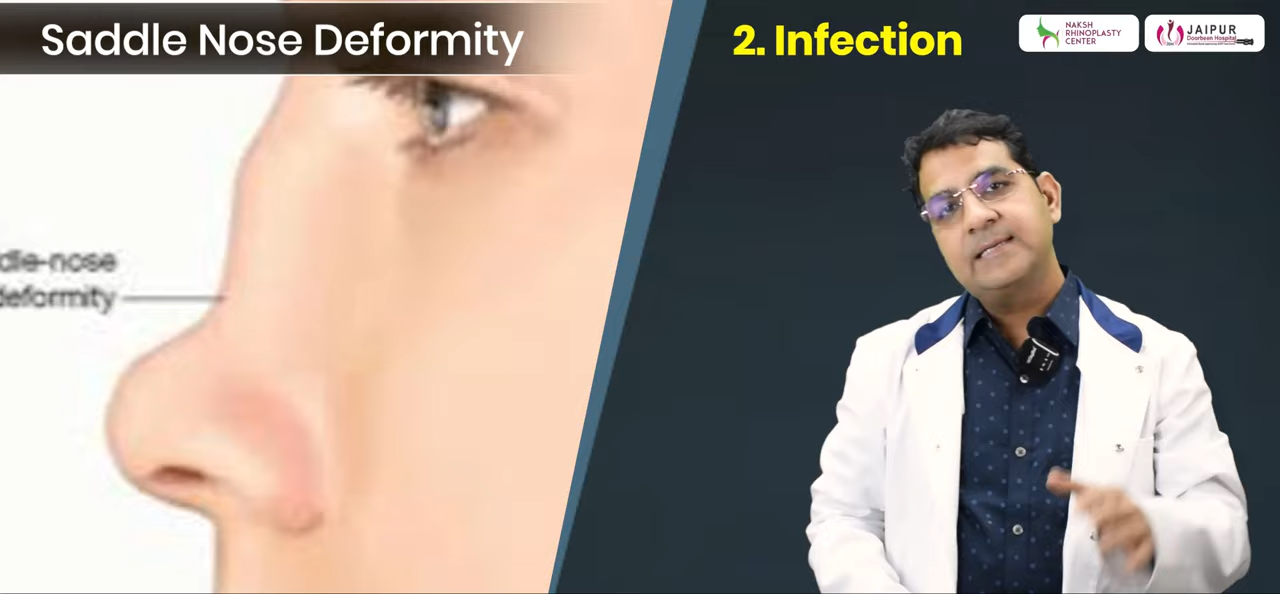 Saddle Nose Deformity
2. Infection
NAKSH
RHINOPLASTY
CENTER
JAIPUR
Doorbeen Hospital
dle-nose
deformity